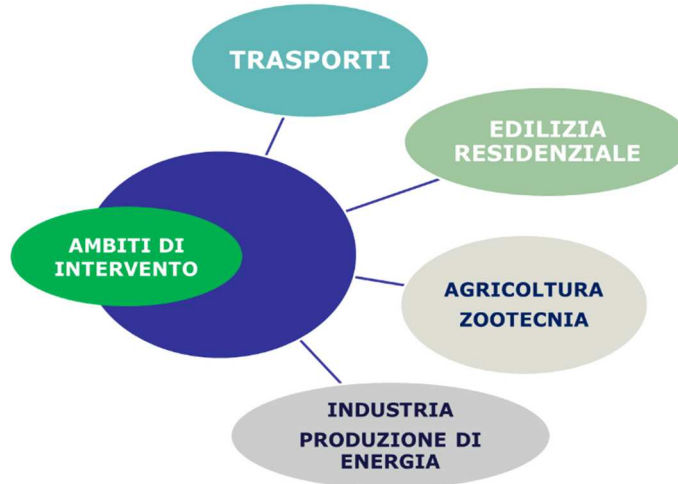 TRASPORTI
EDILIZIA
RESIDENZIALE
AMBITI DI
INTERVENTO
AGRICOLTURA
ZOOTECNIA
INDUSTRIA
PRODUZIONE DI
ENERGIA